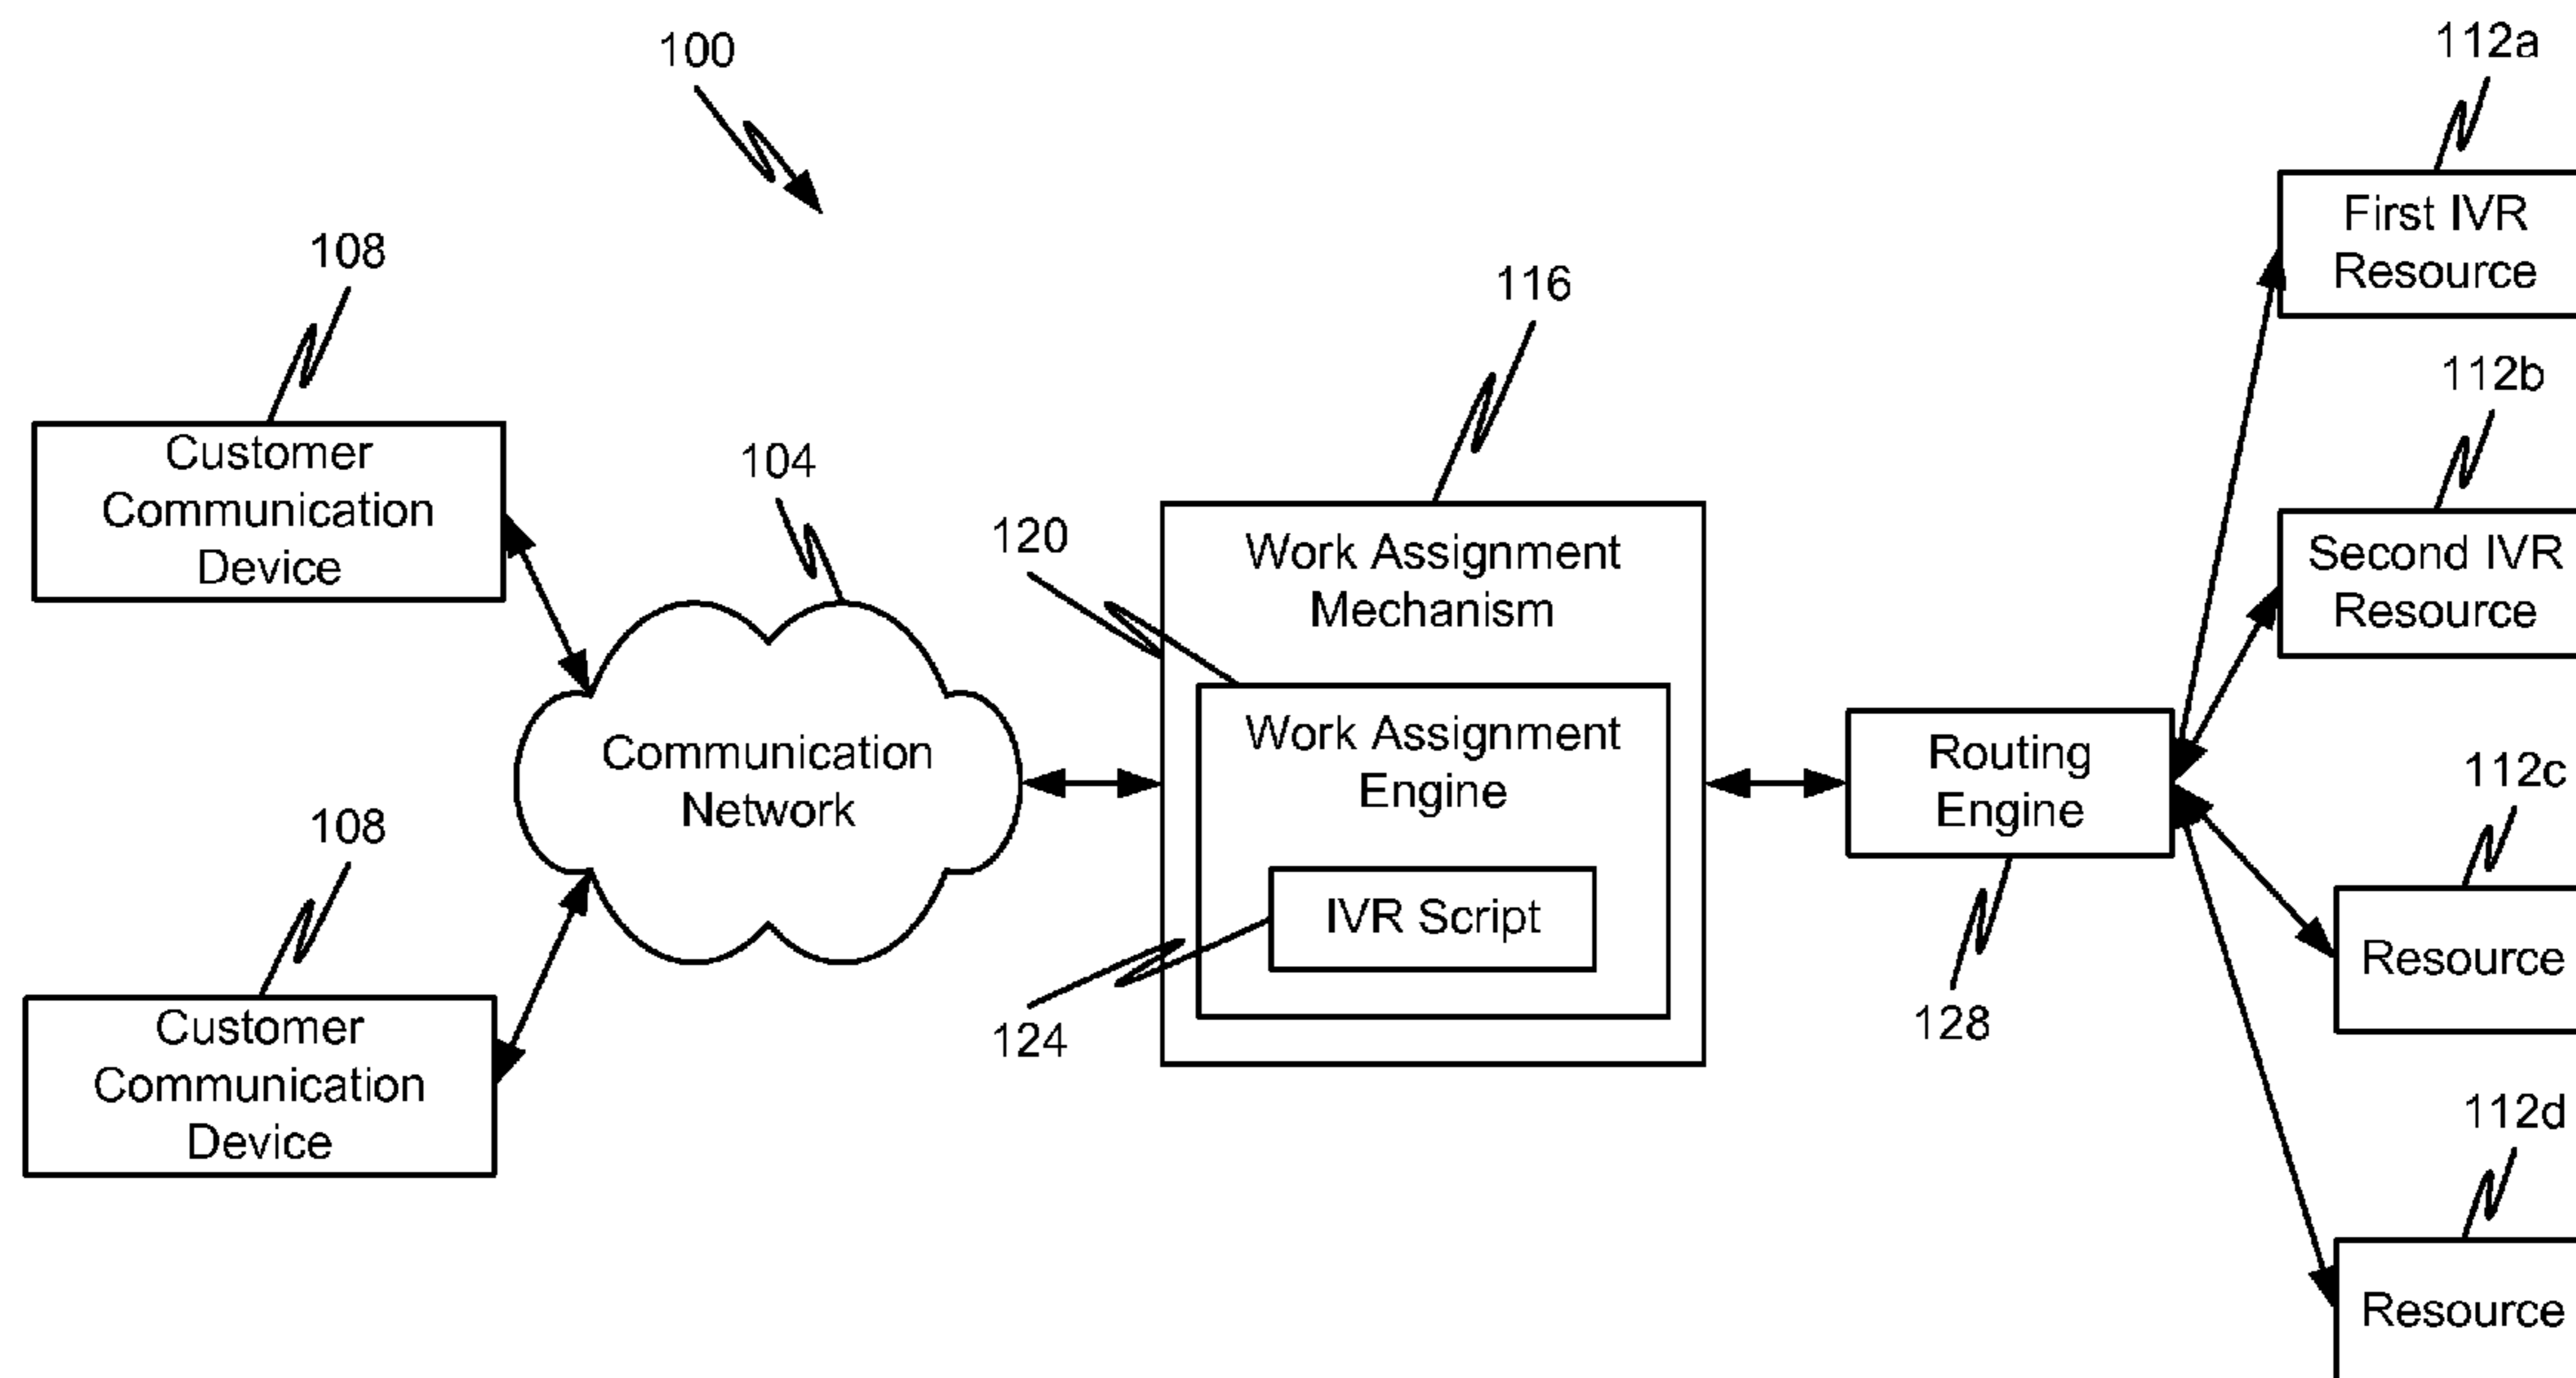 100
112a
First IVR
Resource
108
Customer
Communication
Device
104
Communication
Network
108
Customer
Communication
Device
116
120
Work Assignment
Mechanism
Work Assignment
Engine
IVR Script
124
Routing
Engine
128
112b
Second IVR
Resource
112c
Resource
112d
Resource